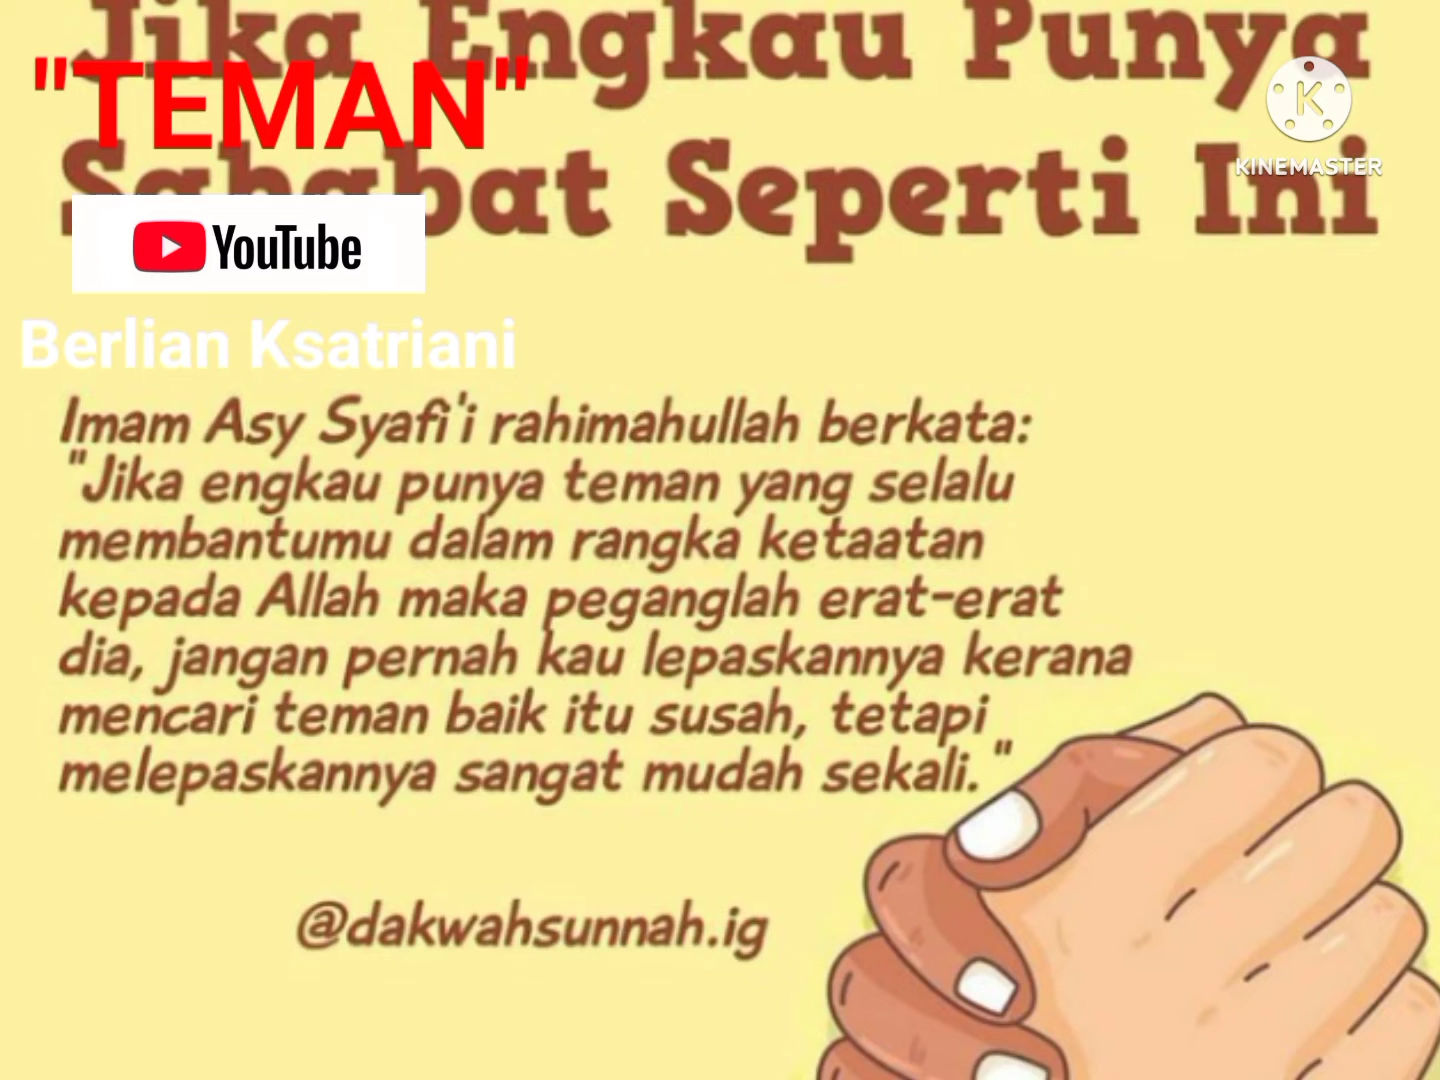 Jika Engkau Punya
"TEMAN"
Sahabat Seperti Ini
KINEMASTER
YouTube
Berlian Ksatriani
Imam Asy Syafi'i rahimahullah berkata:
"Jika engkau punya teman yang selalu
membantumu dalam rangka ketaatan
kepada Allah maka peganglah erat-erat
dia, jangan pernah kau lepaskannya kerana
mencari teman baik itu susah, tetapi
melepaskannya sangat mudah sekali."
@dakwahsunnah.ig